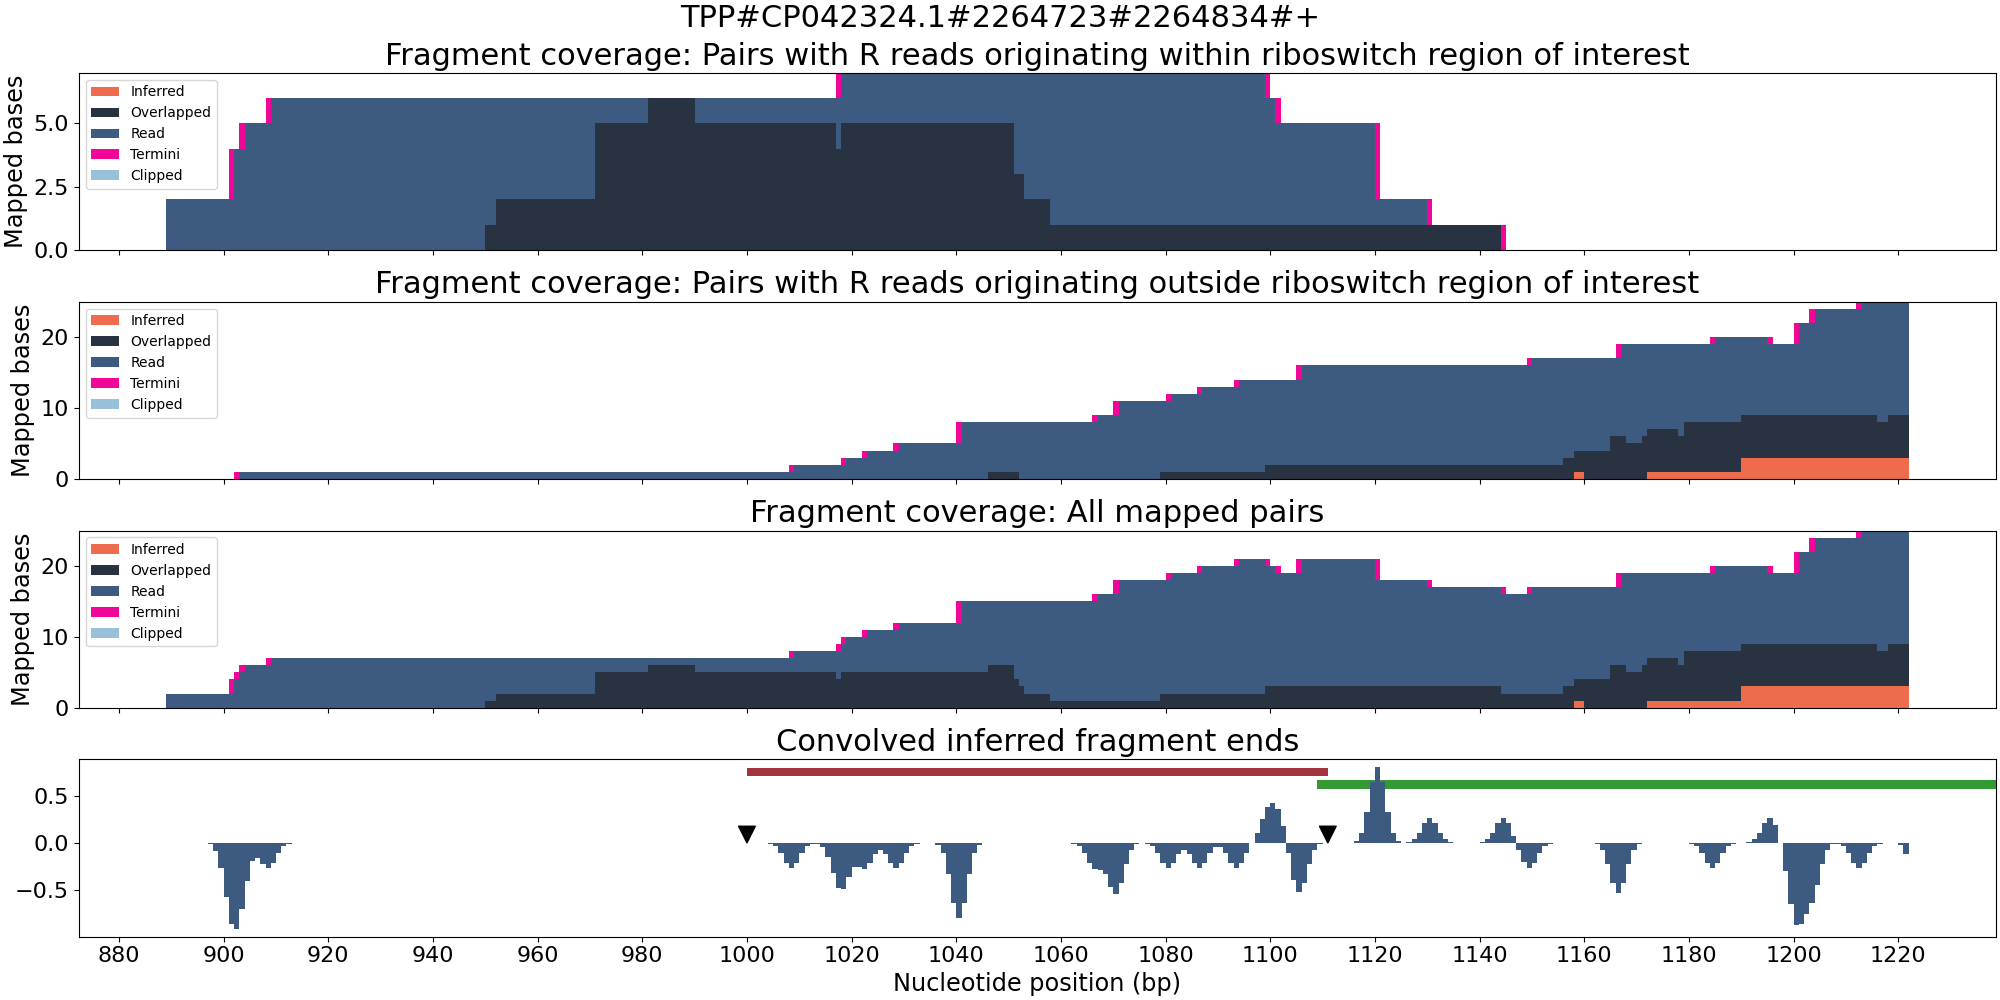 TPP#CP042324.1#2264723#2264834#+
Fragment coverage: Pairs with R reads originating within riboswitch region of interest
Mapped bases
5.0
2.5
0.0
Inferred
Overlapped
Read
Termini
Clipped
Fragment coverage: Pairs with R reads originating outside riboswitch region of interest
Mapped bases
20
10
0
Inferred
Overlapped
Read
Termini
Clipped
Fragment coverage: All mapped pairs
Mapped bases
20
10
0
Inferred
Overlapped
Read
Termini
Clipped
Convolved inferred fragment ends
0.5
0.0
−0.5
880 900 920 940 960 980 1000 1020 1040 1060 1080 1100 1120 1140 1160 1180 1200 1220
Nucleotide position (bp)